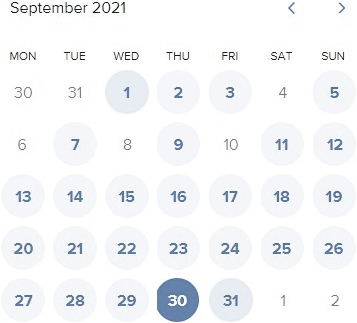 September 2021
MON TUE WED THU FRI SAT SUN
30 31 1 2 3 4 5
6 7 8 9 10 11 12
13 14 15 16 17 18 19
20 21 22 23 24 25 26
27 28 29 30 31 1 2